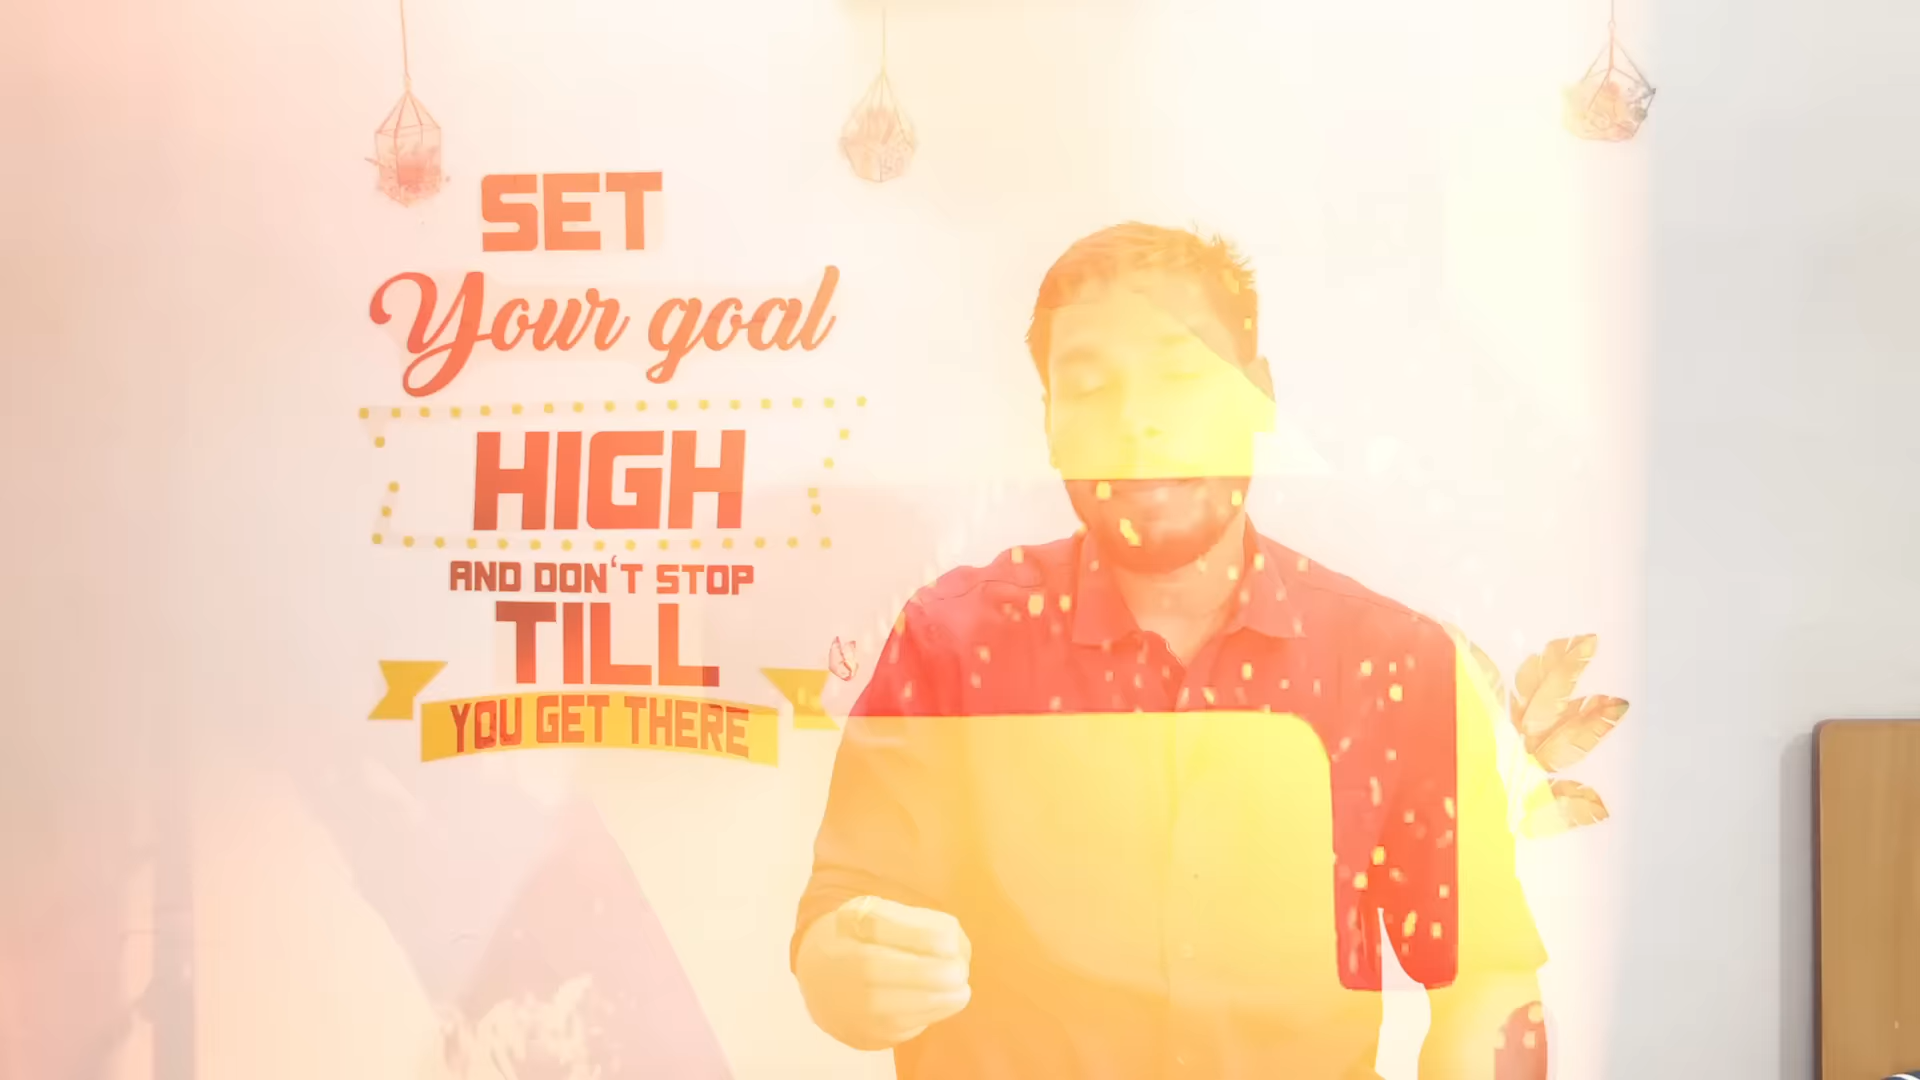 SET
Your goal
HIGH
AND DON'T STOP
TILL
YOU GET THERE